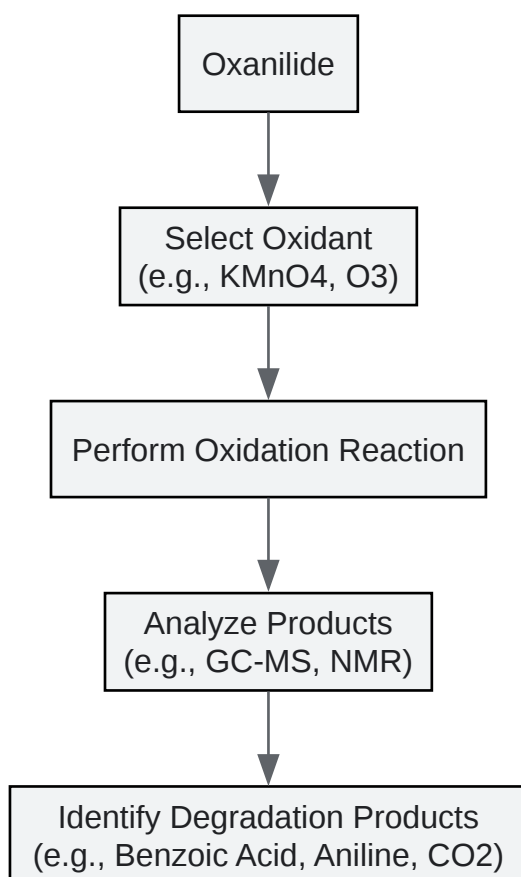 Oxanilide
Select Oxidant
(e.g., KMnO4, O3)
Perform Oxidation Reaction
Analyze Products
(e.g., GC-MS, NMR)
Identify Degradation Products
(e.g., Benzoic Acid, Aniline, CO2)